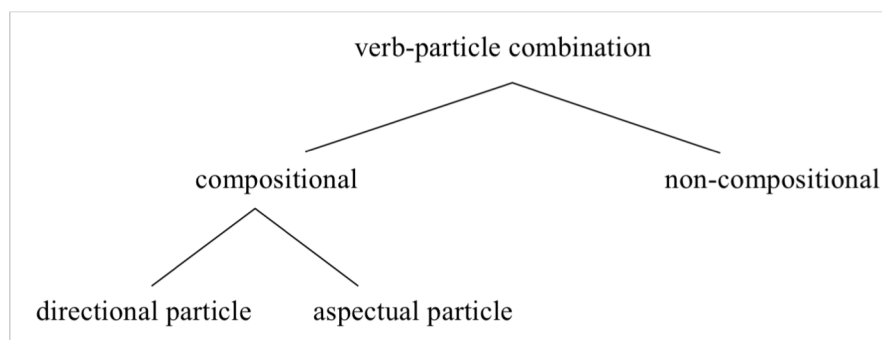 verb-particle combination
compositional non-compositional
directional particle aspectual particle